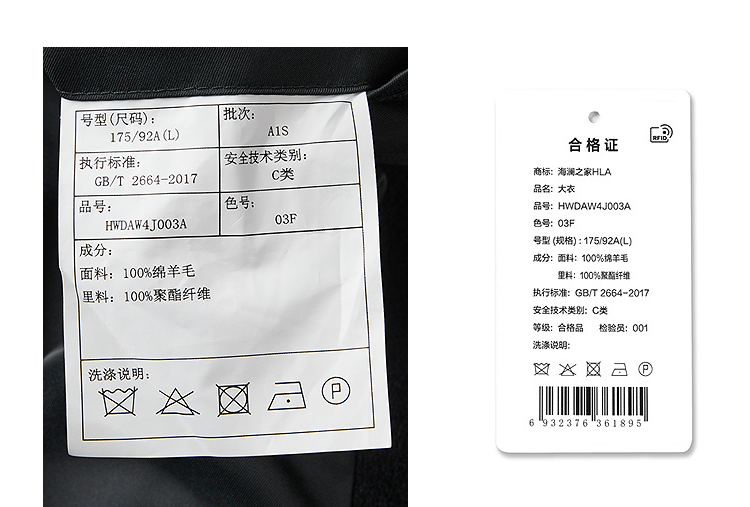 号型(尺码):
175/92A(L)
批次:
A1S
执行标准:
GB/T 2664-2017
安全技术类别:
C类
品号:
HWDAW4J003A
色号:
03F
成分:
面料: 100%绵羊毛
里料: 100%聚酯纤维
洗涤说明:
P
RFID
合格证
商标: 海澜之家HLA
品名: 大衣
品号: HWDAW4J003A
色号: 03F
号型 (规格) : 175/92A(L)
成分: 面料: 100%绵羊毛
里料: 100%聚酯纤维
执行标准: GB/T 2664-2017
安全技术类别: C类
等级: 合格品 检验员: 001
洗涤说明:
P
6 932376 361895